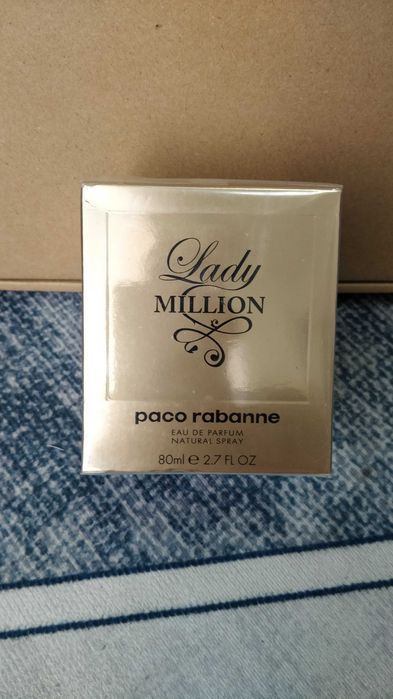 Lady
MILLION
paco rabanne
EAU DE PARFUM
NATURAL SPRAY
80ml ℮ 2.7 FL OZ